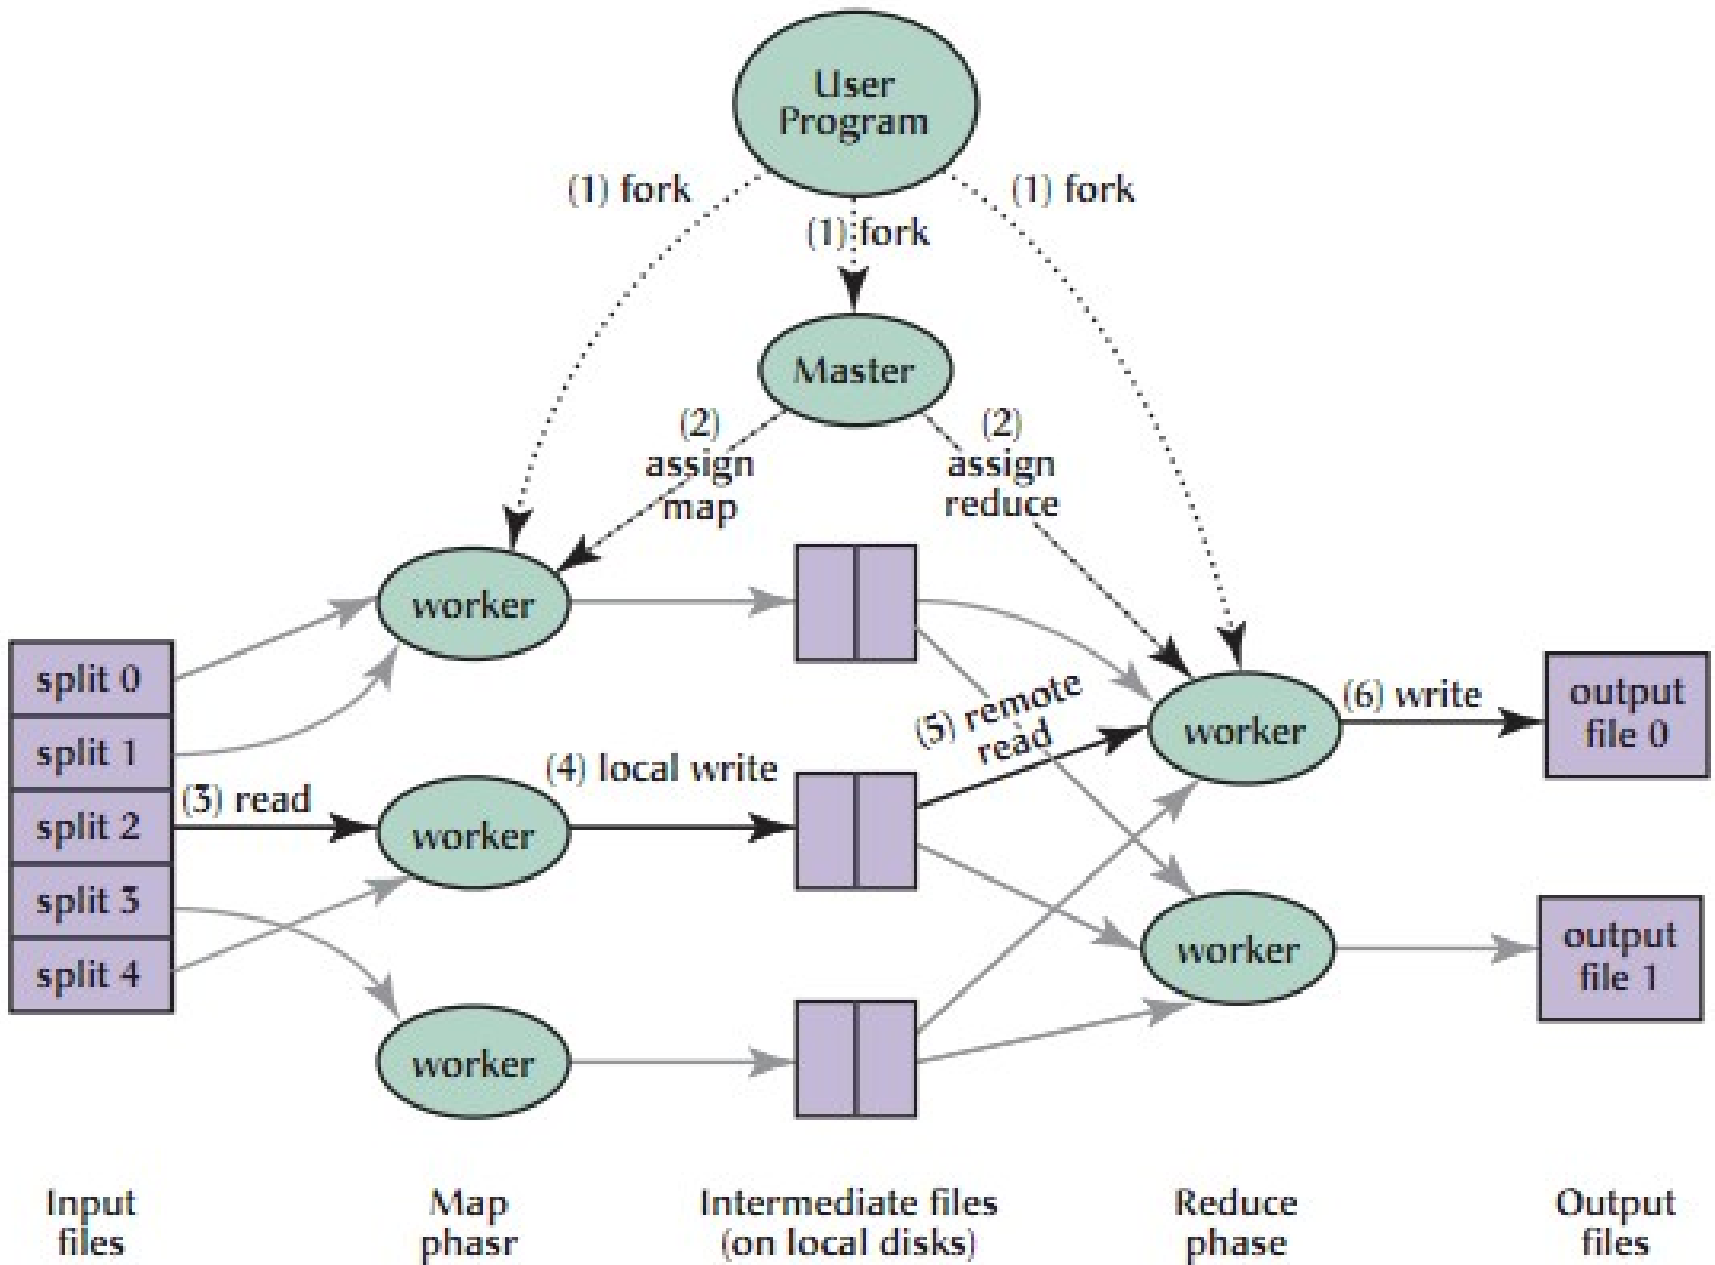 User
Program
(1) fork
(1) fork
(1) fork
Master
(2)
assign
map
(2)
assign
reduce
worker
split 0
split 1
split 2
split 3
split 4
(3) read
worker
(4) local write
worker
(5) remote
read
worker
(6) write
output
file 0
worker
output
file 1
Input
files
Map
phasr
Intermediate files
(on local disks)
Reduce
phase
Output
files